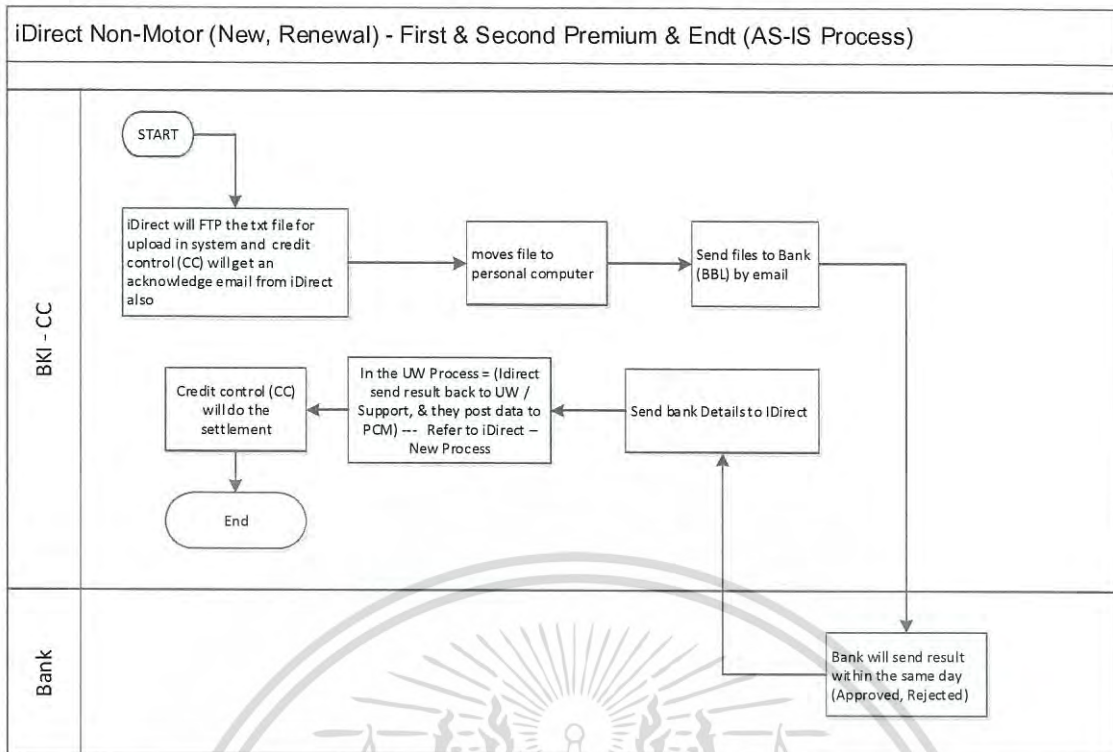 iDirect Non-Motor (New, Renewal) - First & Second Premium & Endt (AS-IS Process)
BKI - CC
START
iDirect will FTP the txt file for
upload in system and credit
control (CC) will get an
acknowledge email from iDirect
also
moves file to
personal computer
Send files to Bank
(BBL) by email
Credit control (CC)
will do the
settlement
In the UW Process = (Idirect
send result back to UW /
Support, & they post data to
PCM) --- Refer to iDirect –
New Process
Send bank Details to IDirect
End
Bank
Bank will send result
within the same day
(Approved, Rejected)